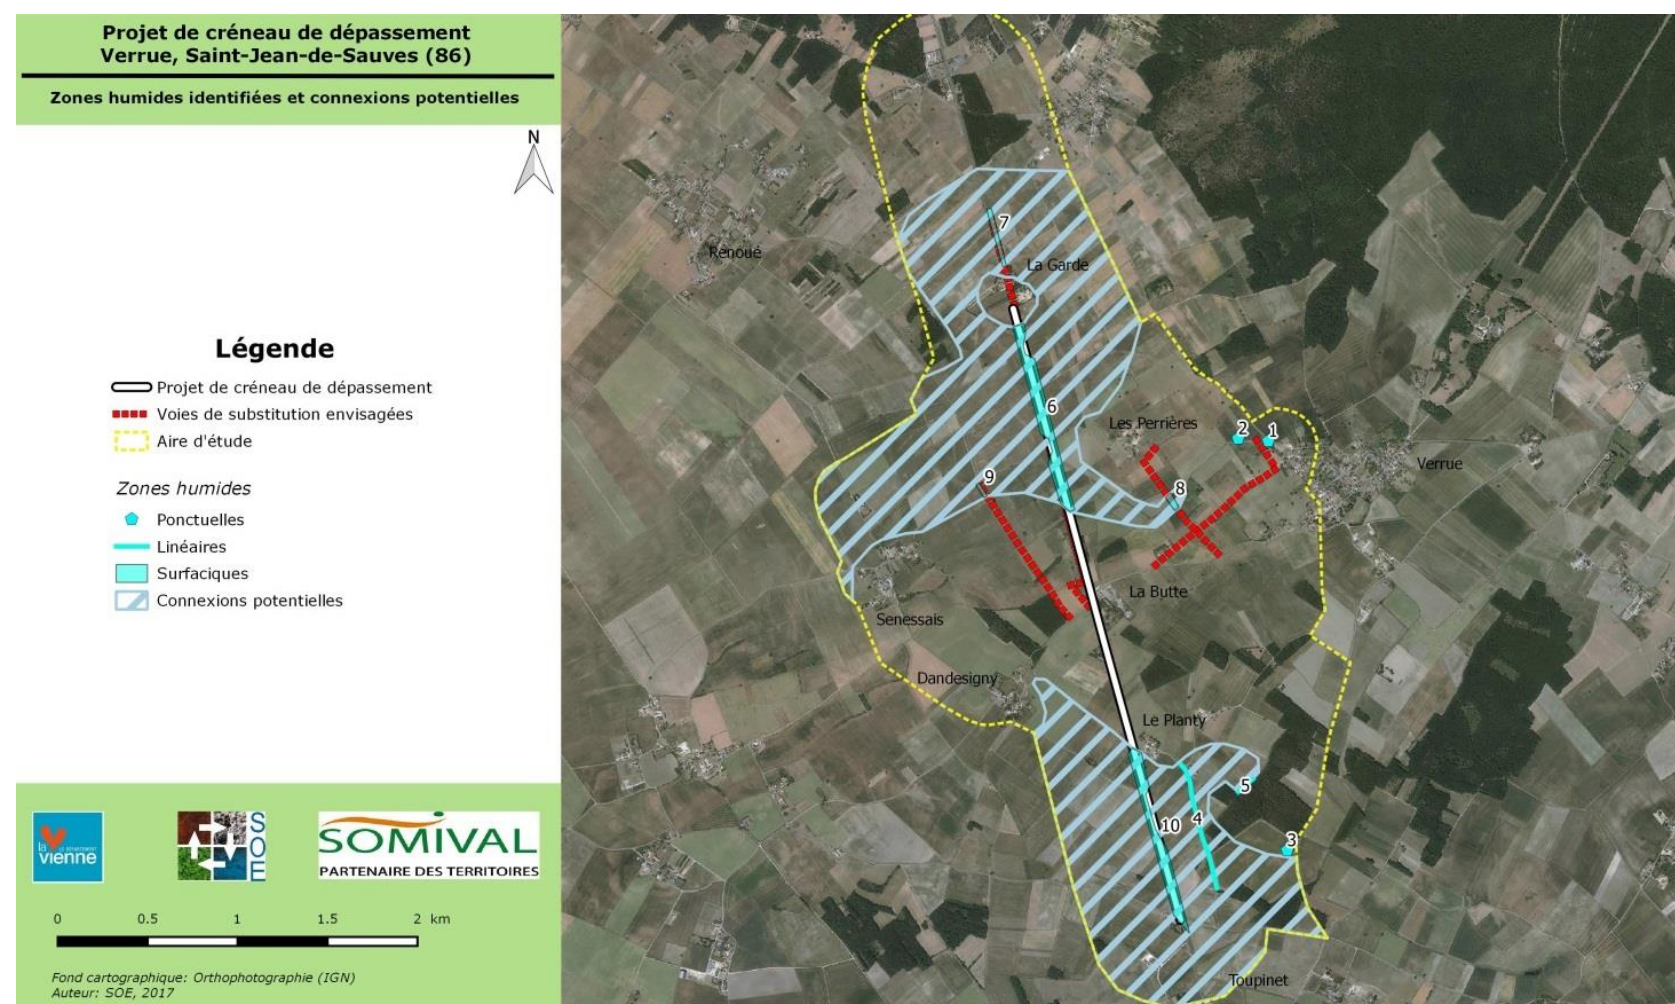 Projet de créneau de dépassement
Verrue, Saint-Jean-de-Sauves (86)
Zones humides identifiées et connexions potentielles
N
Légende
Projet de créneau de dépassement
Voies de substitution envisagées
Aire d'étude
Zones humides
Ponctuelles
Linéaires
Surfaciques
Connexions potentielles
la vienne
LE DÉPARTEMENT
SOE
SOMIVAL
PARTENAIRE DES TERRITOIRES
0 0.5 1 1.5 2 km
Fond cartographique: Orthophotographie (IGN)
Auteur: SOE, 2017
7
Renoué
La Garde
6
Les Perrières
2
1
Verrue
9
8
La Butte
Senessais
Dandesigny
Le Planty
5
10
4
3
Toupinet